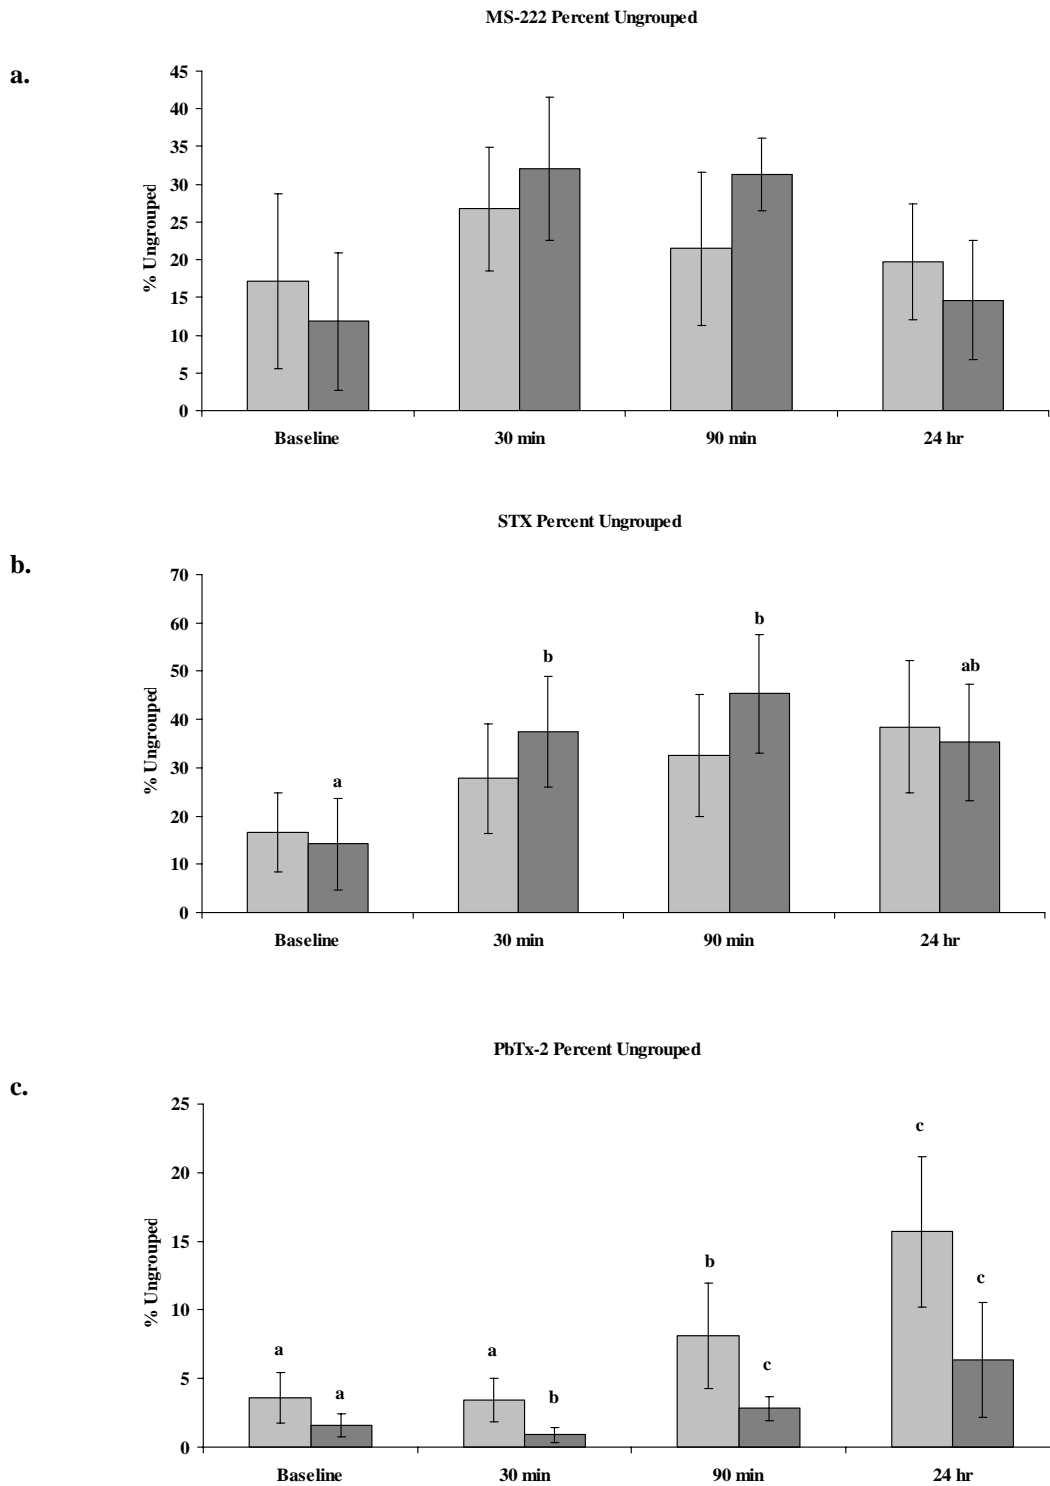 MS-222 Percent Ungrouped
a.
45
40
35
30
25
20
15
10
5
0
% Ungrouped
Baseline 30 min 90 min 24 hr
STX Percent Ungrouped
b.
70
60
50
40
30
20
10
0
% Ungrouped
a b b ab
Baseline 30 min 90 min 24 hr
PbTx-2 Percent Ungrouped
c.
25
20
15
10
5
0
% Ungrouped
a a a b b c c c
Baseline 30 min 90 min 24 hr